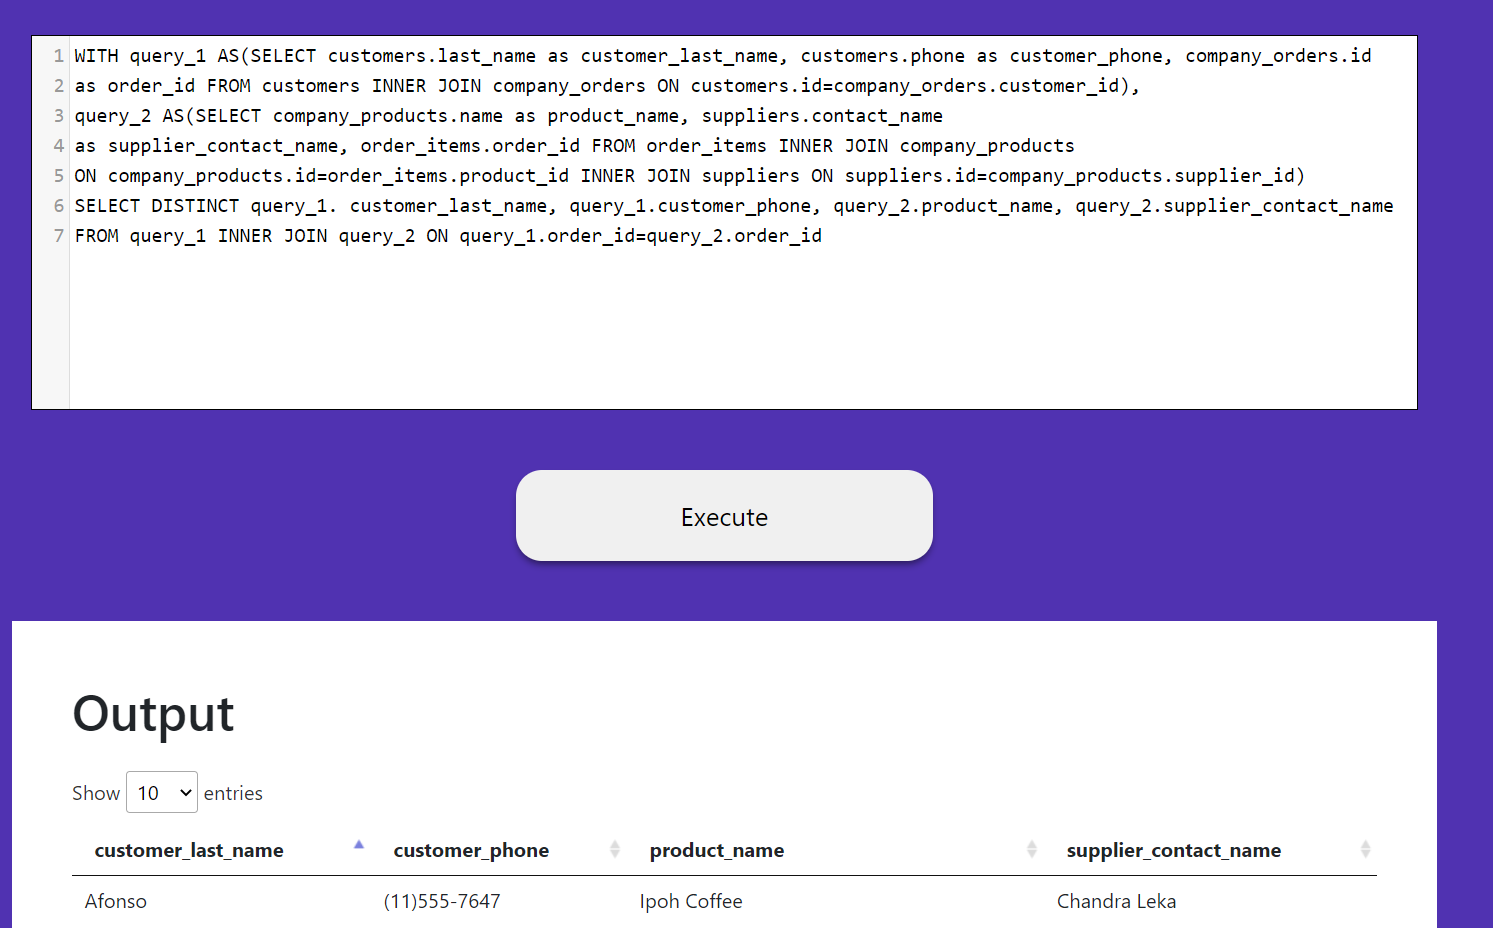 1 WITH query_1 AS(SELECT customers.last_name as customer_last_name, customers.phone as customer_phone, company_orders.id
2 as order_id FROM customers INNER JOIN company_orders ON customers.id=company_orders.customer_id),
3 query_2 AS(SELECT company_products.name as product_name, suppliers.contact_name
4 as supplier_contact_name, order_items.order_id FROM order_items INNER JOIN company_products
5 ON company_products.id=order_items.product_id INNER JOIN suppliers ON suppliers.id=company_products.supplier_id)
6 SELECT DISTINCT query_1. customer_last_name, query_1.customer_phone, query_2.product_name, query_2.supplier_contact_name
7 FROM query_1 INNER JOIN query_2 ON query_1.order_id=query_2.order_id
Execute
Output
Show 10 entries
customer_last_name customer_phone product_name supplier_contact_name
Afonso (11)555-7647 Ipoh Coffee Chandra Leka